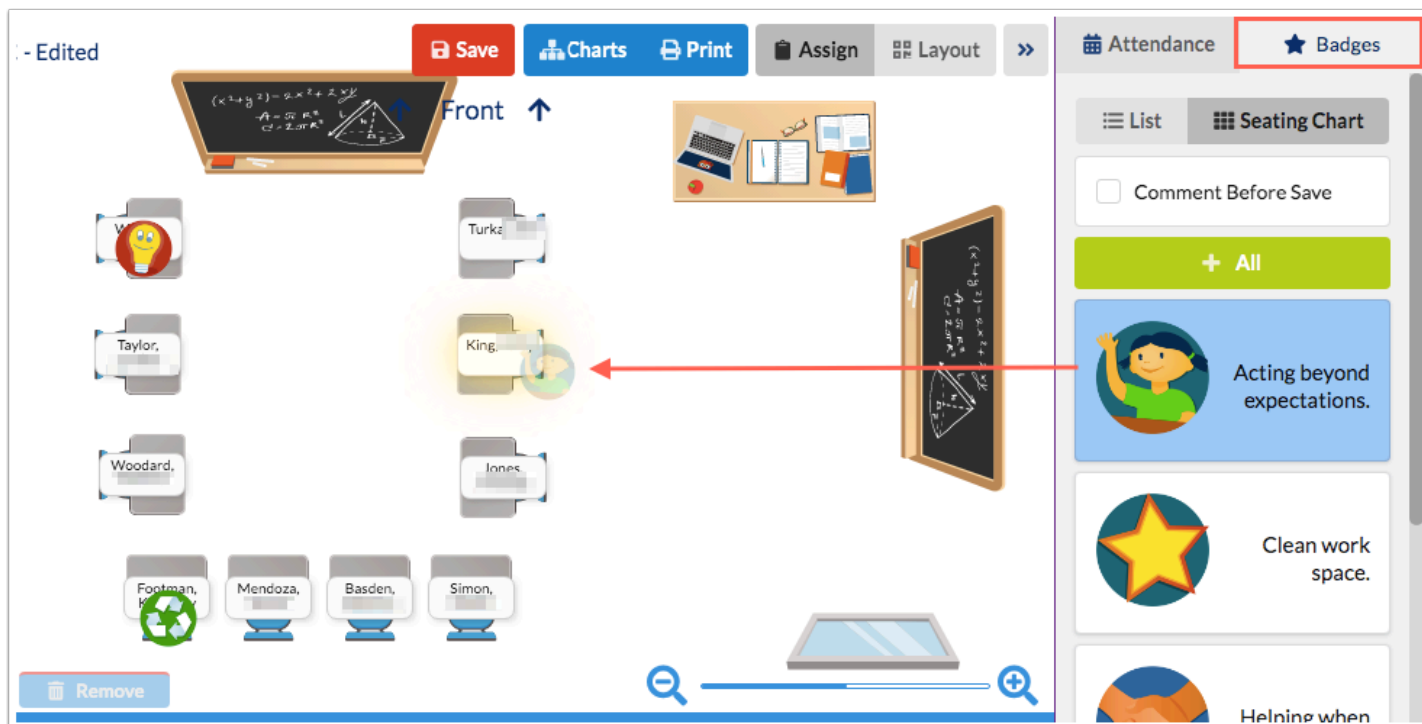 - Edited
Save
Charts
Print
Assign
Layout
»
Attendance
Badges
Front
List
Seating Chart
Comment Before Save
+ All
Turka
Taylor,
King,
Acting beyond
expectations.
Woodard,
Jones,
Clean work
space.
Footman,
Mendoza,
Basden,
Simon,
Remove
Helping when